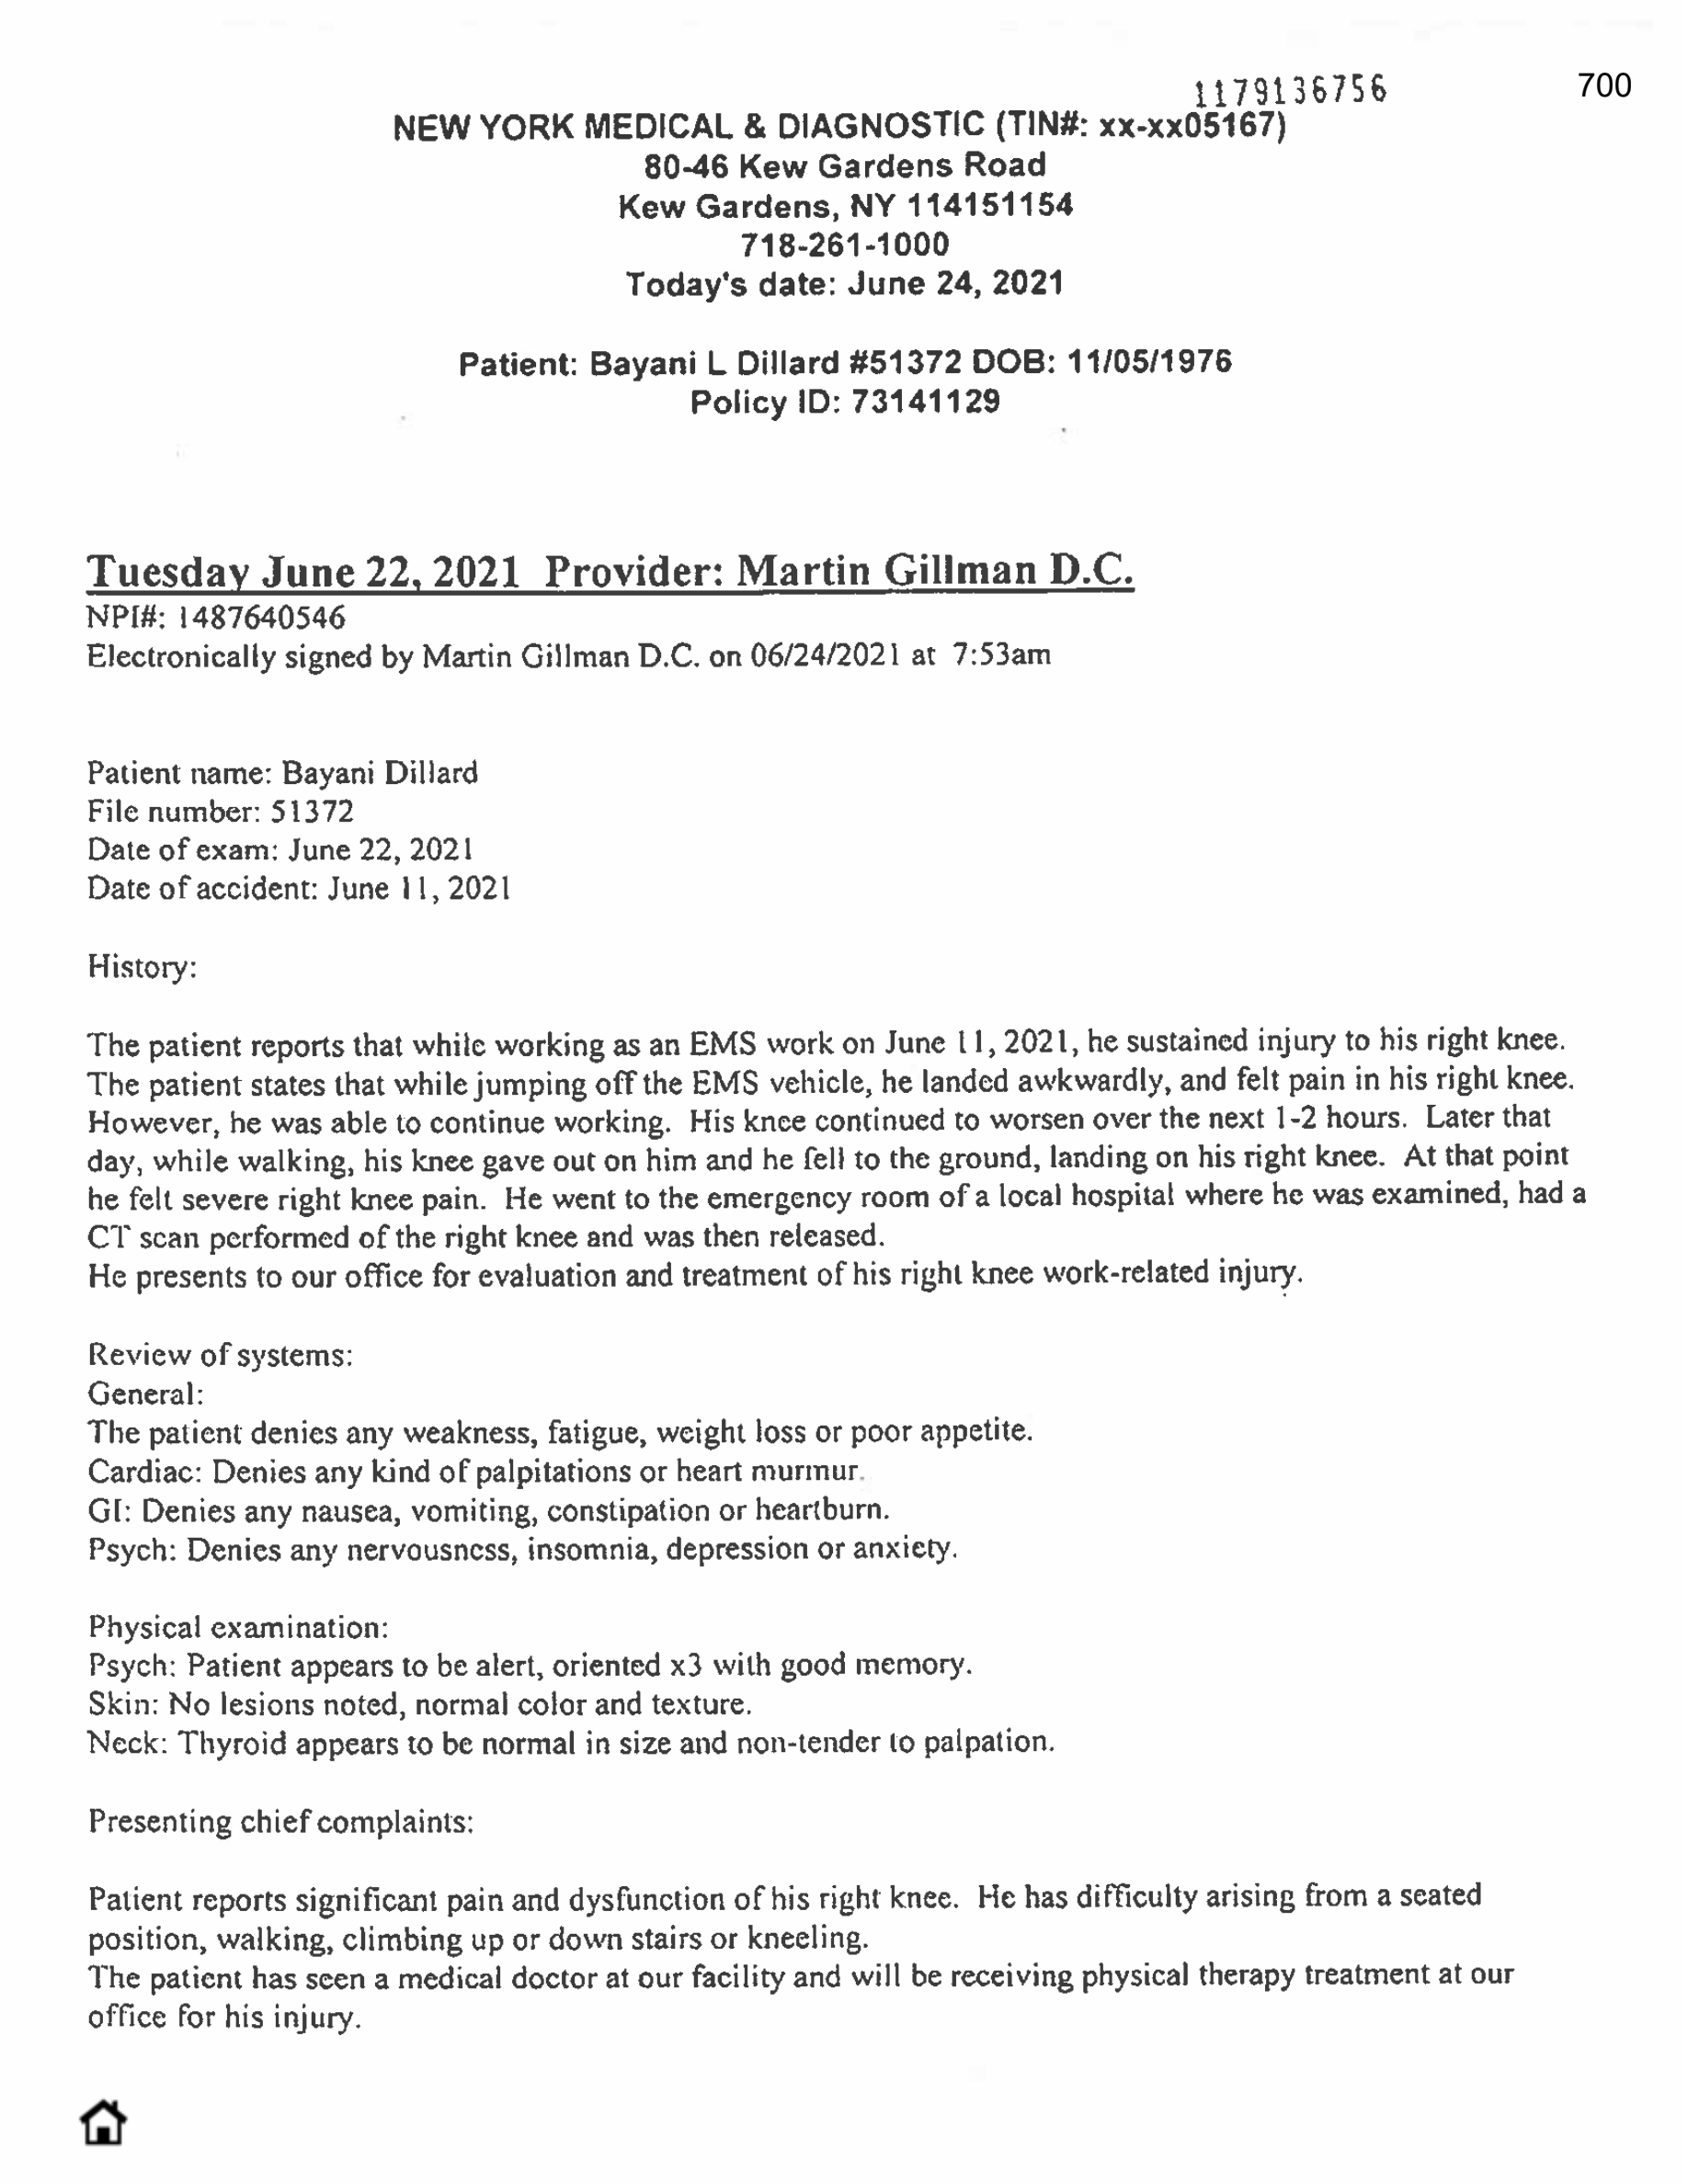 1179136756 700
NEW YORK MEDICAL & DIAGNOSTIC (TIN#: xx-xx05167)
80-46 Kew Gardens Road
Kew Gardens, NY 114151154
718-261-1000
Today's date: June 24, 2021
Patient: Bayani L Dillard #51372 DOB: 11/05/1976
Policy ID: 73141129
Tuesday June 22, 2021 Provider: Martin Gillman D.C.
NPI#: 1487640546
Electronically signed by Martin Gillman D.C. on 06/24/2021 at 7:53am
Patient name: Bayani Dillard
File number: 51372
Date of exam: June 22, 2021
Date of accident: June 11, 2021
History:
The patient reports that while working as an EMS work on June 11, 2021, he sustained injury to his right knee.
The patient states that while jumping off the EMS vehicle, he landed awkwardly, and felt pain in his right knee.
However, he was able to continue working. His knee continued to worsen over the next 1-2 hours. Later that
day, while walking, his knee gave out on him and he fell to the ground, landing on his right knee. At that point
he felt severe right knee pain. He went to the emergency room of a local hospital where he was examined, had a
CT scan performed of the right knee and was then released.
He presents to our office for evaluation and treatment of his right knee work-related injury.
Review of systems:
General:
The patient denies any weakness, fatigue, weight loss or poor appetite.
Cardiac: Denies any kind of palpitations or heart murmur.
GI: Denies any nausea, vomiting, constipation or heartburn.
Psych: Denies any nervousness, insomnia, depression or anxiety.
Physical examination:
Psych: Patient appears to be alert, oriented x3 with good memory.
Skin: No lesions noted, normal color and texture.
Neck: Thyroid appears to be normal in size and non-tender to palpation.
Presenting chief complaints:
Patient reports significant pain and dysfunction of his right knee. He has difficulty arising from a seated
position, walking, climbing up or down stairs or kneeling.
The patient has seen a medical doctor at our facility and will be receiving physical therapy treatment at our
office for his injury.